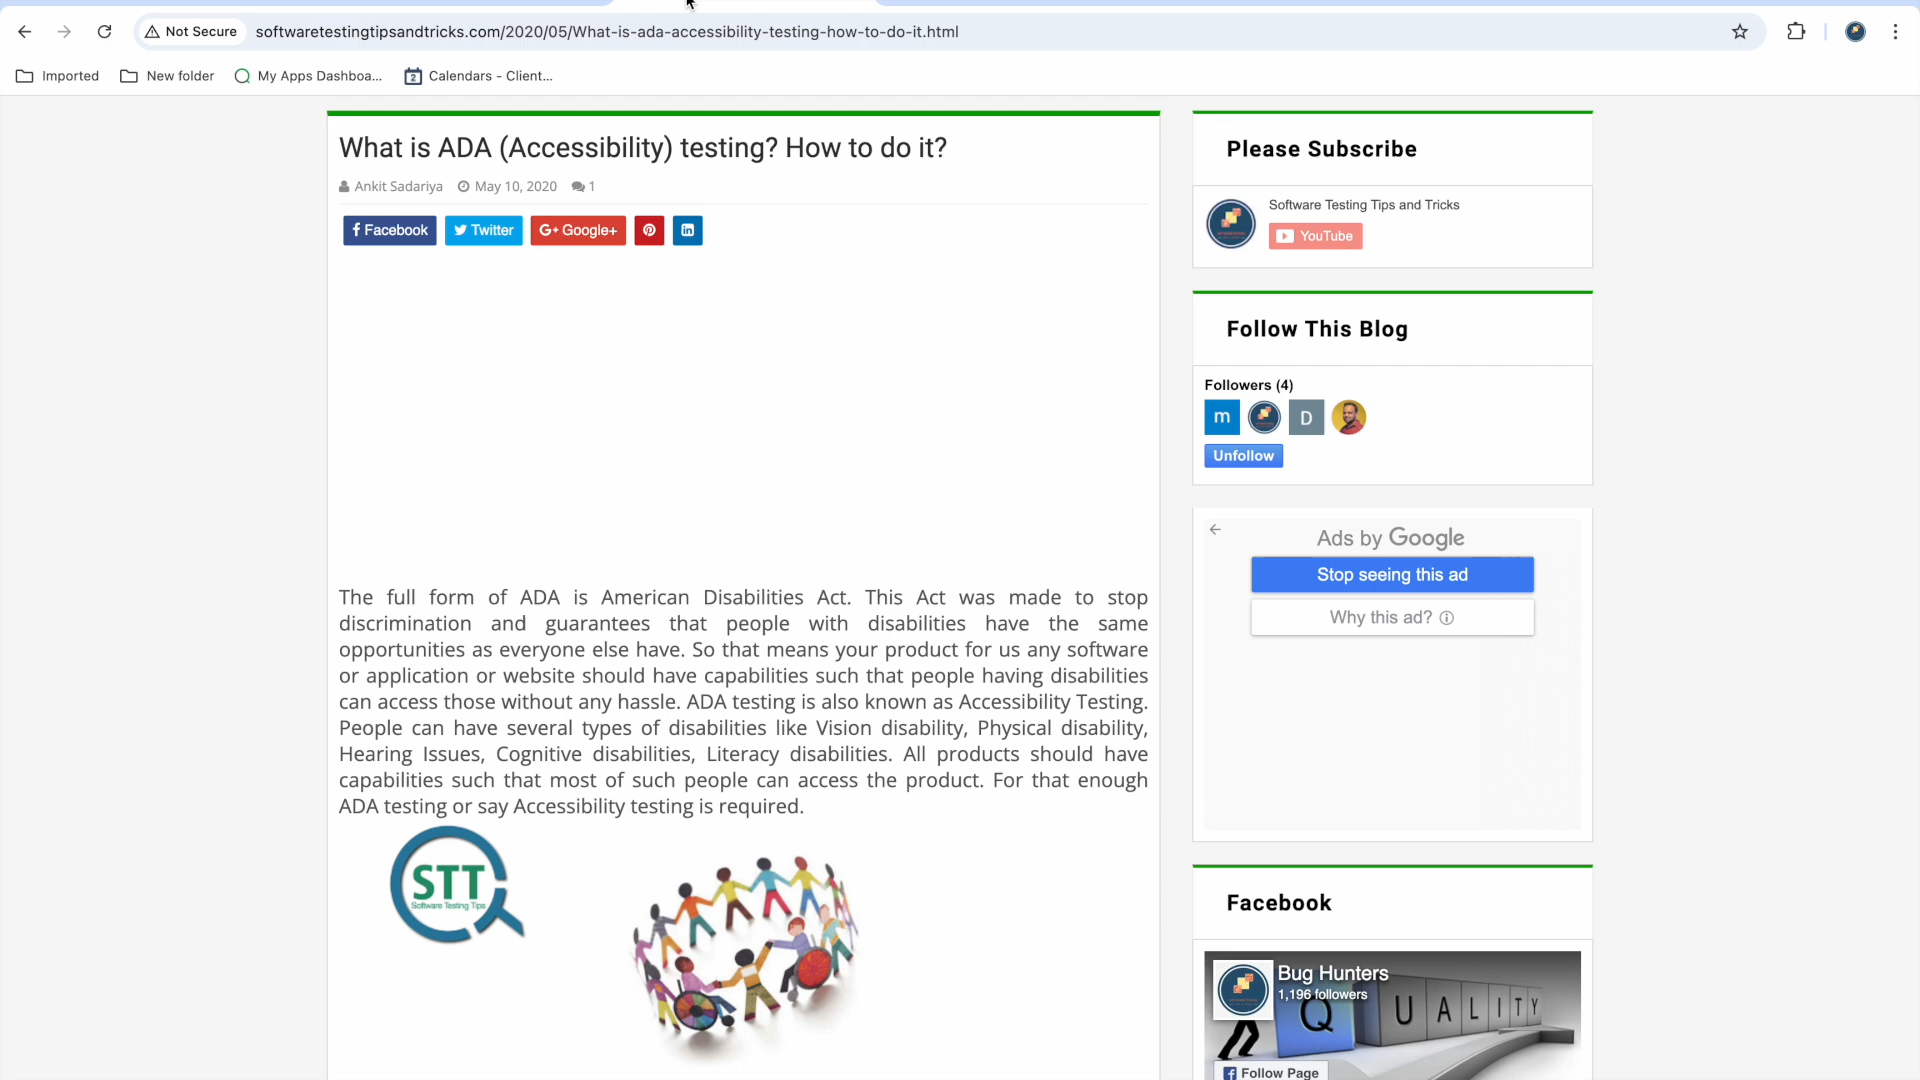 Not Secure
softwaretestingtipsandtricks.com/2020/05/What-is-ada-accessibility-testing-how-to-do-it.html
Imported
New folder
My Apps Dashboa...
2
Calendars - Client...
What is ADA (Accessibility) testing? How to do it?
Ankit Sadariya May 10, 2020 1
Facebook
Twitter
G+ Google+
The full form of ADA is American Disabilities Act. This Act was made to stop
discrimination and guarantees that people with disabilities have the same
opportunities as everyone else have. So that means your product for us any software
or application or website should have capabilities such that people having disabilities
can access those without any hassle. ADA testing is also known as Accessibility Testing.
People can have several types of disabilities like Vision disability, Physical disability,
Hearing Issues, Cognitive disabilities, Literacy disabilities. All products should have
capabilities such that most of such people can access the product. For that enough
ADA testing or say Accessibility testing is required.
STT
Software Testing Tips
Please Subscribe
Software Testing Tips and Tricks
YouTube
Follow This Blog
Followers (4)
m
D
Unfollow
Ads by Google
Stop seeing this ad
Why this ad?
Facebook
Bug Hunters
1,196 followers
QUALITY
Follow Page